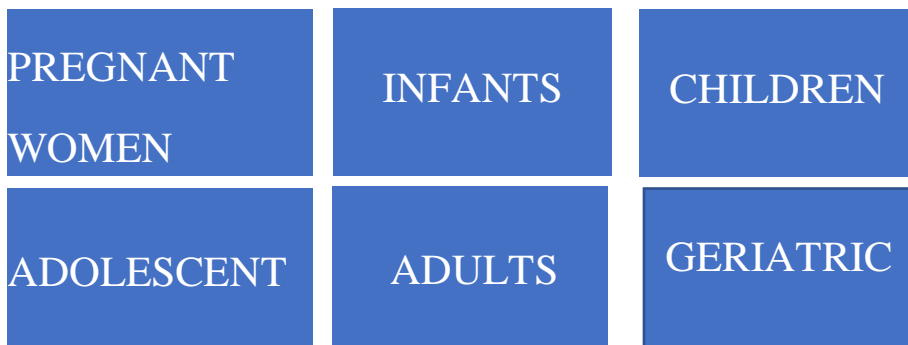 PREGNANT
WOMEN
INFANTS
CHILDREN
ADOLESCENT
ADULTS
GERIATRIC